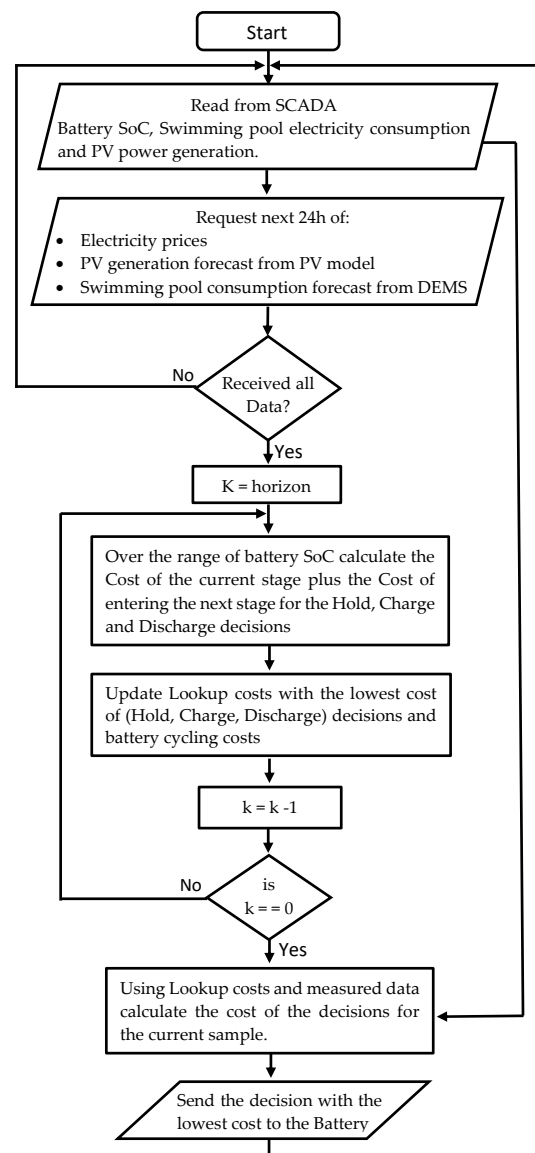 Start
Read from SCADA
Battery SoC, Swimming pool electricity consumption
and PV power generation.
Request next 24h of:
• Electricity prices
• PV generation forecast from PV model
• Swimming pool consumption forecast from DEMS
No
Received all
Data?
Yes
K = horizon
Over the range of battery SoC calculate the
Cost of the current stage plus the Cost of
entering the next stage for the Hold, Charge
and Discharge decisions
Update Lookup costs with the lowest cost
of (Hold, Charge, Discharge) decisions and
battery cycling costs
k = k -1
No
is
k = = 0
Yes
Using Lookup costs and measured data
calculate the cost of the decisions for
the current sample.
Send the decision with the
lowest cost to the Battery